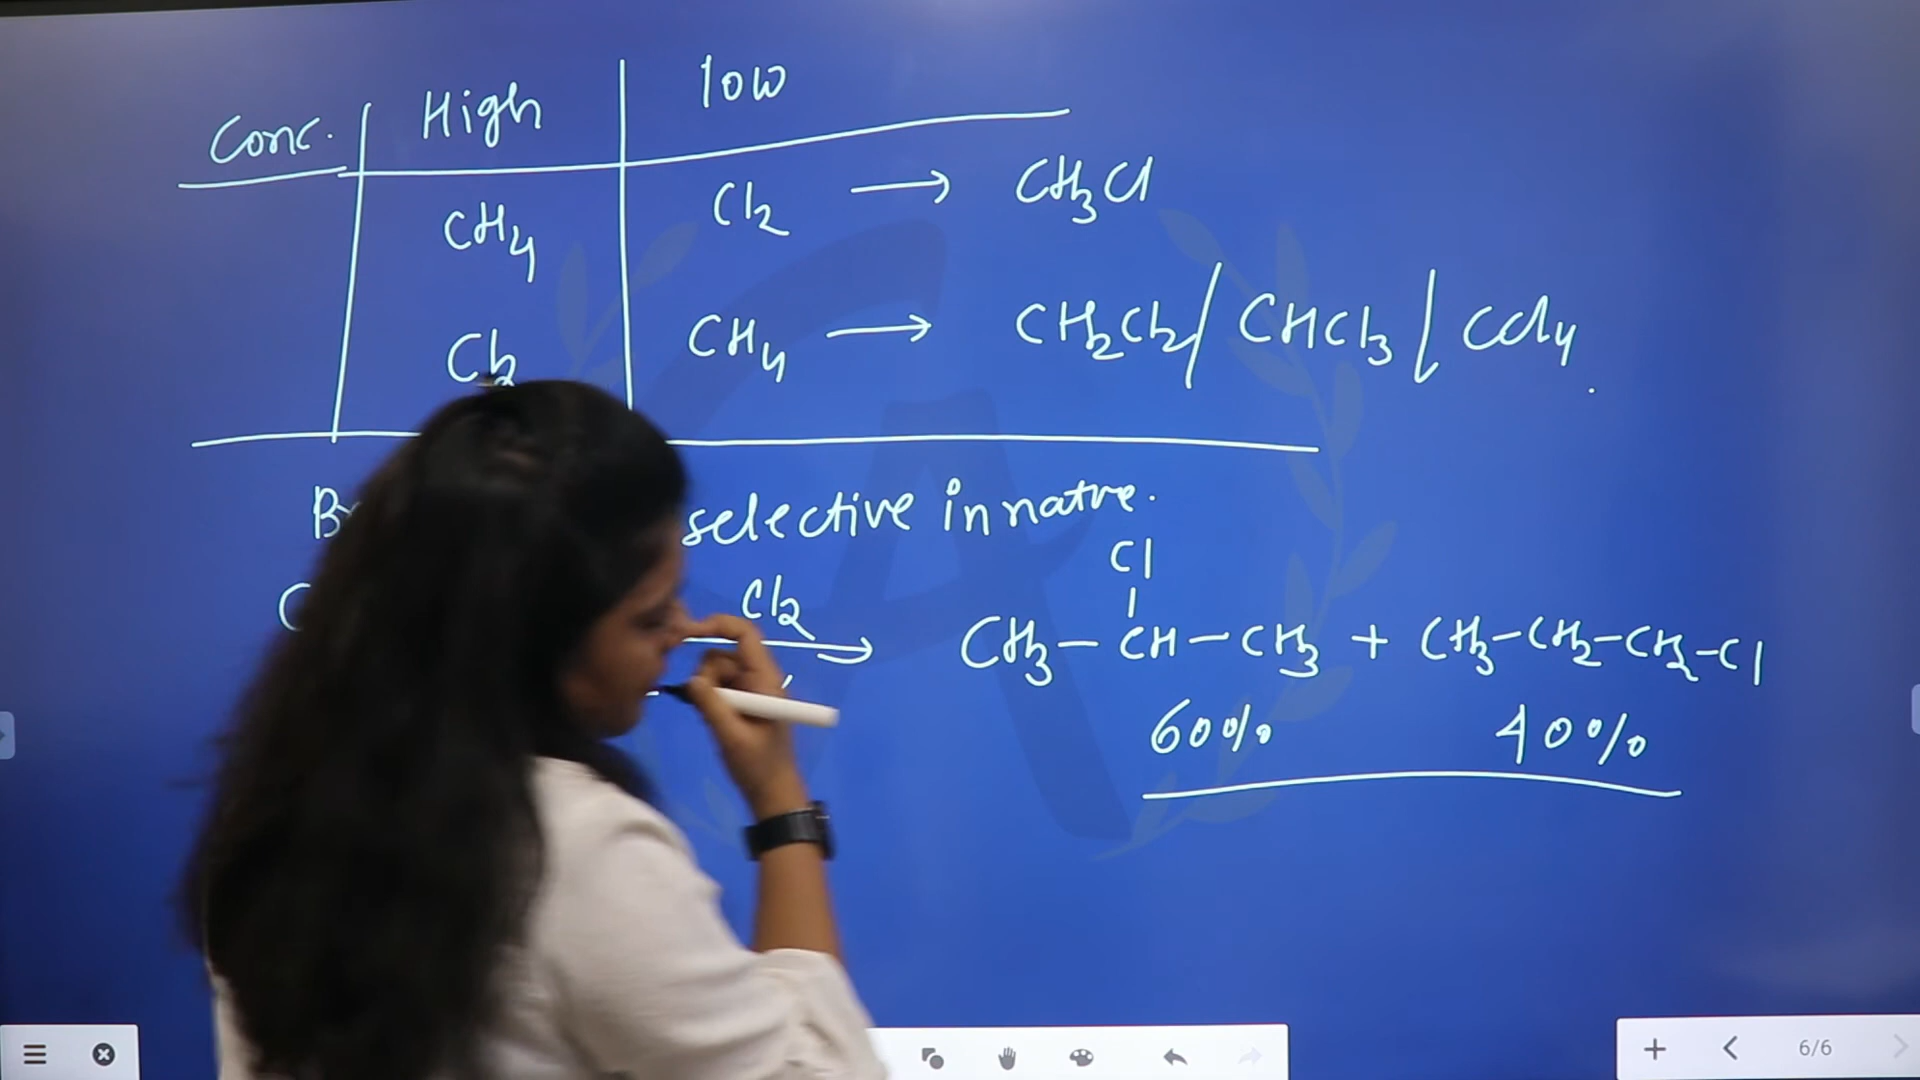 Conc. High low
CH₄ Cl₂ → CH₃Cl
Cl₂ CH₄ → CH₂Cl₂ / CHCl₃ / CCl₄.
selective in natre.
Cl
Cl₂ → CH₃–CH–CH₃ + CH₃–CH₂–CH₂–Cl
60% 40%
6/6